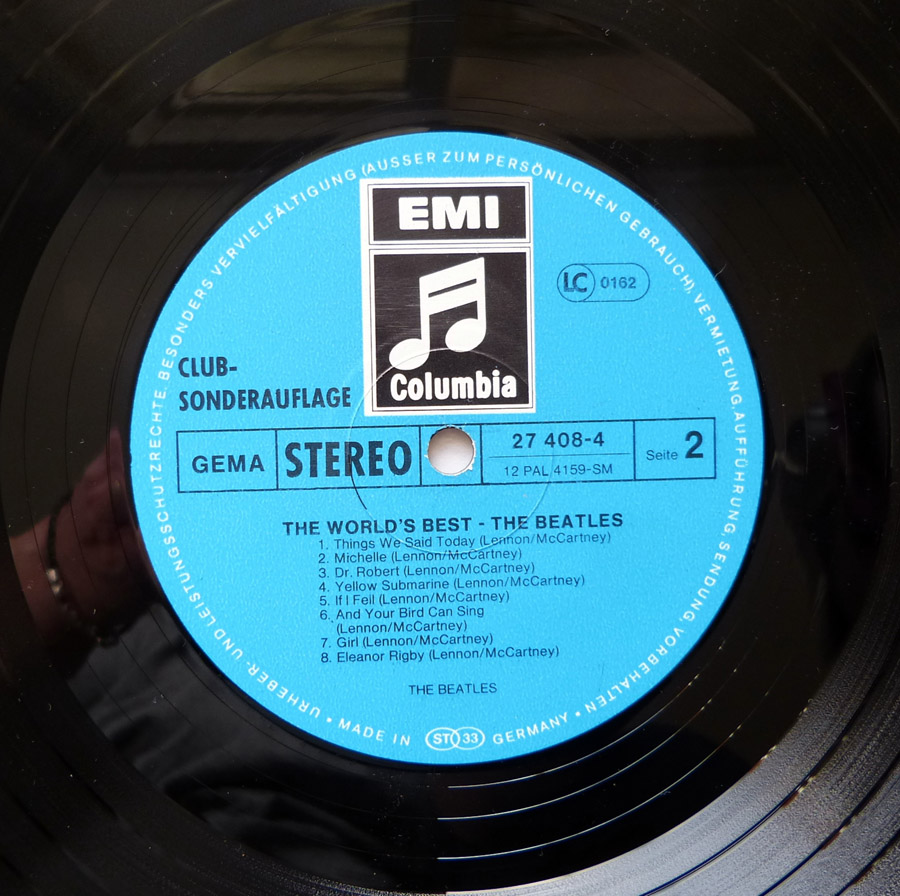 URHEBER- UND LEISTUNGSSCHUTZRECHTE, BESONDERS VERVIELFÄLTIGUNG (AUSSER ZUM PERSÖNLICHEN GEBRAUCH), VERMIETUNG, AUFFÜHRUNG, SENDUNG, VORBEHALTEN
EMI
LC 0162
Columbia
CLUB-
SONDERAUFLAGE
GEMA
STEREO
27 408-4
12 PAL 4159-SM
Seite 2
THE WORLD'S BEST - THE BEATLES
1. Things We Said Today (Lennon/McCartney)
2. Michelle (Lennon/McCartney)
3. Dr. Robert (Lennon/McCartney)
4. Yellow Submarine (Lennon/McCartney)
5. If I Fell (Lennon/McCartney)
6. And Your Bird Can Sing
(Lennon/McCartney)
7. Girl (Lennon/McCartney)
8. Eleanor Rigby (Lennon/McCartney)
THE BEATLES
• MADE IN ST 33 GERMANY •